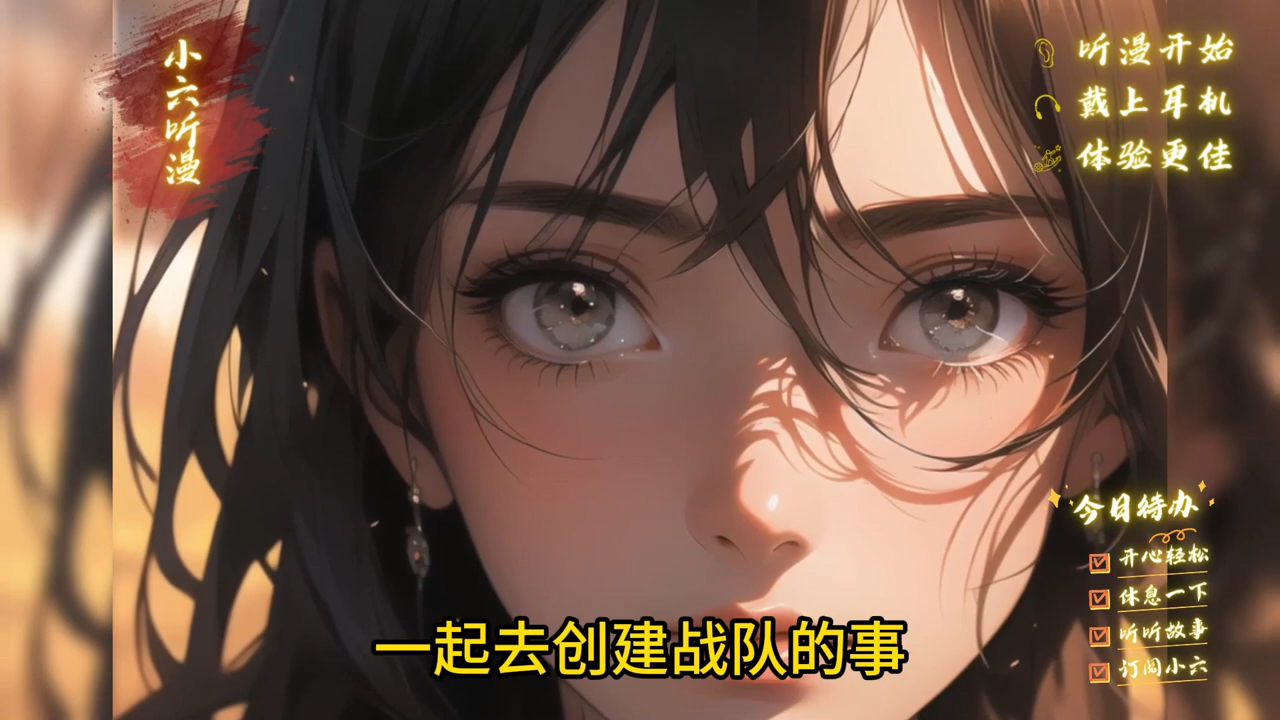 小六听漫
听漫开始
戴上耳机
体验更佳
今日待办
开心轻松
休息一下
听听故事
订阅小六
一起去创建战队的事